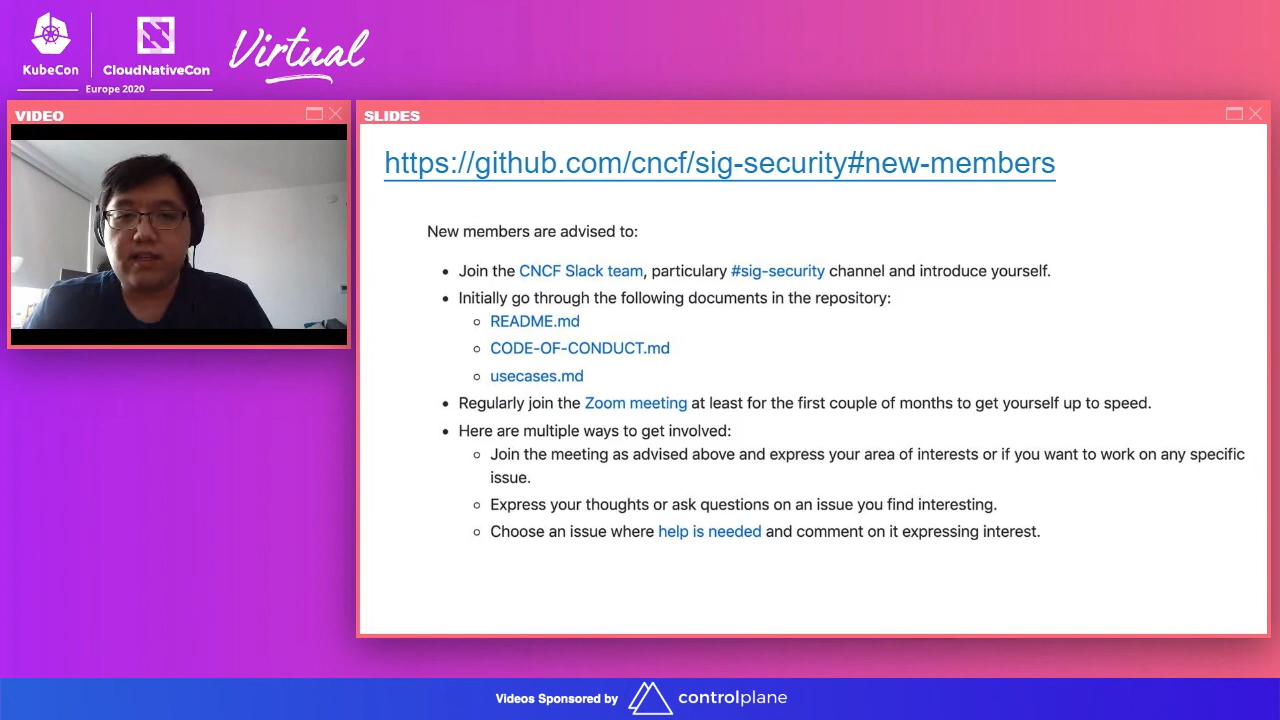 KubeCon
CloudNativeCon
Europe 2020
Virtual
VIDEO
SLIDES
https://github.com/cncf/sig-security#new-members
New members are advised to:
Join the CNCF Slack team, particulary #sig-security channel and introduce yourself.
Initially go through the following documents in the repository:
README.md
CODE-OF-CONDUCT.md
usecases.md
Regularly join the Zoom meeting at least for the first couple of months to get yourself up to speed.
Here are multiple ways to get involved:
Join the meeting as advised above and express your area of interests or if you want to work on any specific
issue.
Express your thoughts or ask questions on an issue you find interesting.
Choose an issue where help is needed and comment on it expressing interest.
Videos Sponsored by controlplane